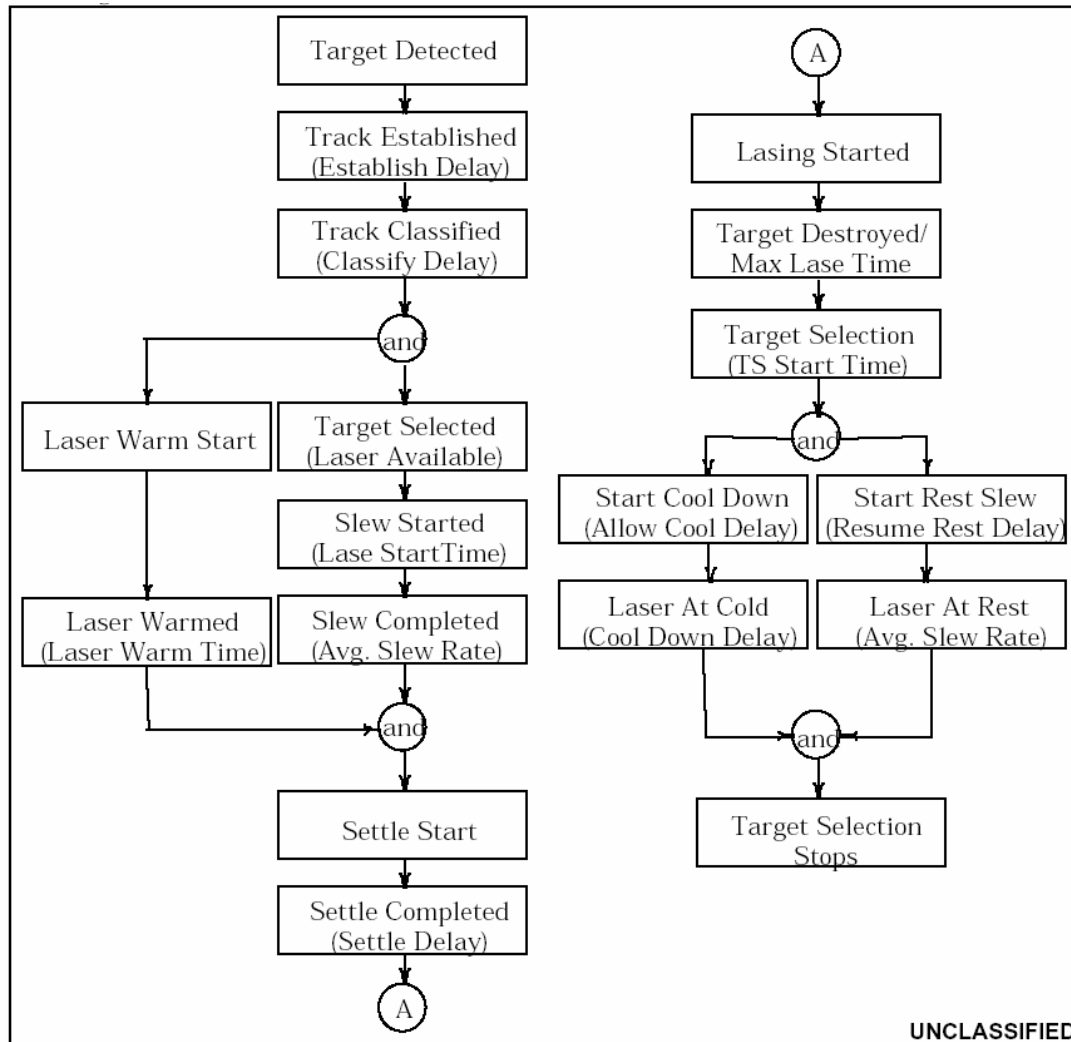 Target Detected
Track Established
(Establish Delay)
Track Classified
(Classify Delay)
and
Laser Warm Start
Target Selected
(Laser Available)
Slew Started
(Lase StartTime)
Laser Warmed
(Laser Warm Time)
Slew Completed
(Avg. Slew Rate)
and
Settle Start
Settle Completed
(Settle Delay)
A
A
Lasing Started
Target Destroyed/
Max Lase Time
Target Selection
(TS Start Time)
and
Start Cool Down
(Allow Cool Delay)
Start Rest Slew
(Resume Rest Delay)
Laser At Cold
(Cool Down Delay)
Laser At Rest
(Avg. Slew Rate)
and
Target Selection
Stops
UNCLASSIFIED